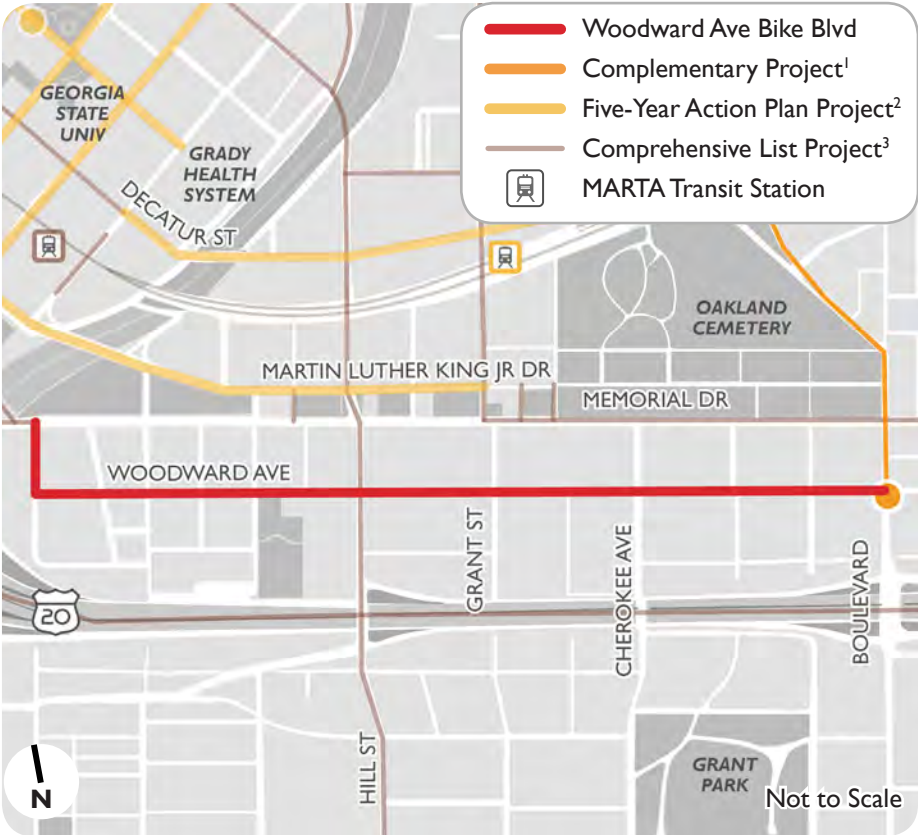 Woodward Ave Bike Blvd
Complementary Project¹
Five-Year Action Plan Project²
Comprehensive List Project³
MARTA Transit Station
GEORGIA
STATE
UNIV
GRADY
HEALTH
SYSTEM
DECATUR ST
OAKLAND
CEMETERY
MARTIN LUTHER KING JR DR
MEMORIAL DR
WOODWARD AVE
GRANT ST
CHEROKEE AVE
BOULEVARD
20
HILL ST
GRANT
PARK
N
Not to Scale